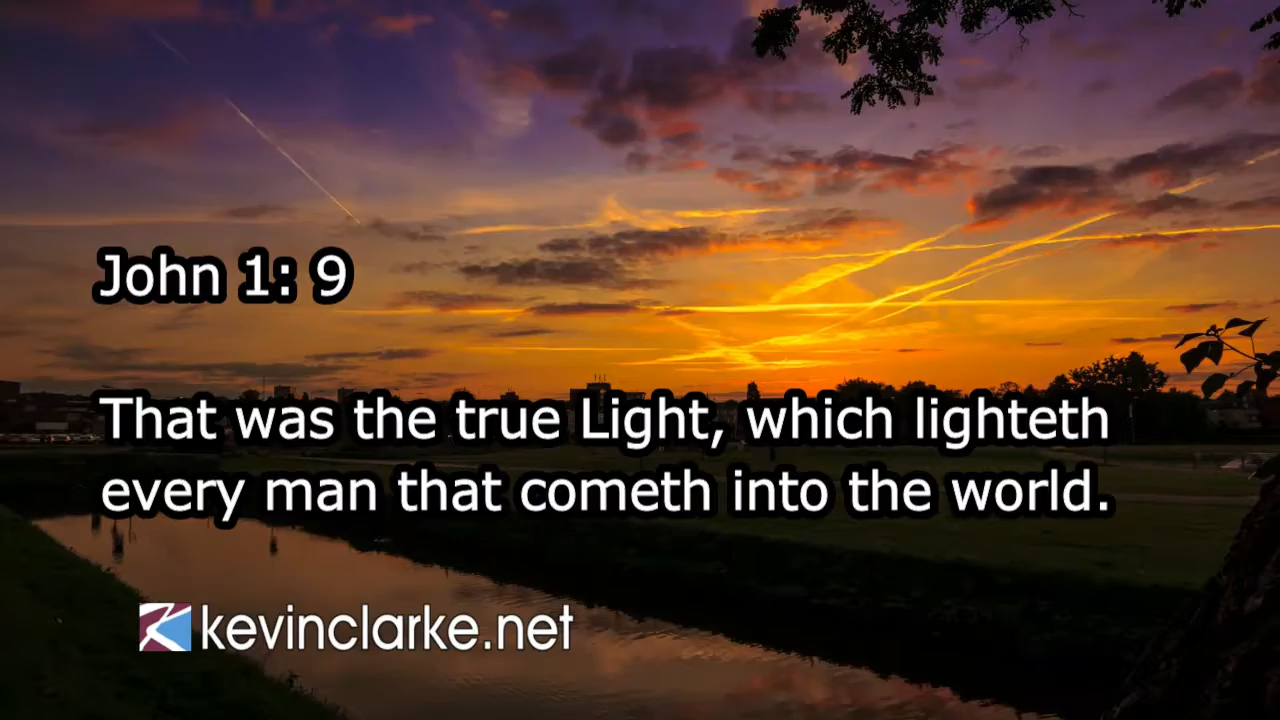 John 1: 9
That was the true Light, which lighteth
every man that cometh into the world.
kevinclarke.net